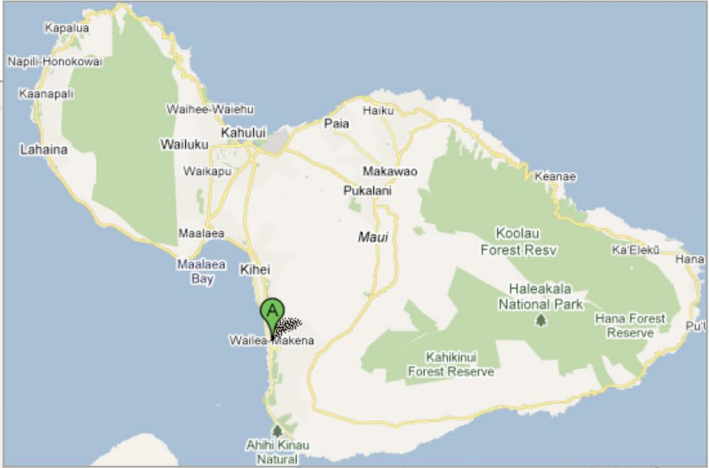 Kapalua
Napili-Honokowai
Kaanapali
Lahaina
Waihee-Waiehu
Kahului
Wailuku
Waikapu
Paia
Haiku
Makawao
Pukalani
Keanae
Maui
Koolau
Forest Resv
Ka'Elekū
Hana
Maalaea
Maalaea
Bay
Kihei
Haleakala
National Park
Hana Forest
Reserve
A
Wailea-Makena
Kahikinui
Forest Reserve
Ahihi Kinau
Natural